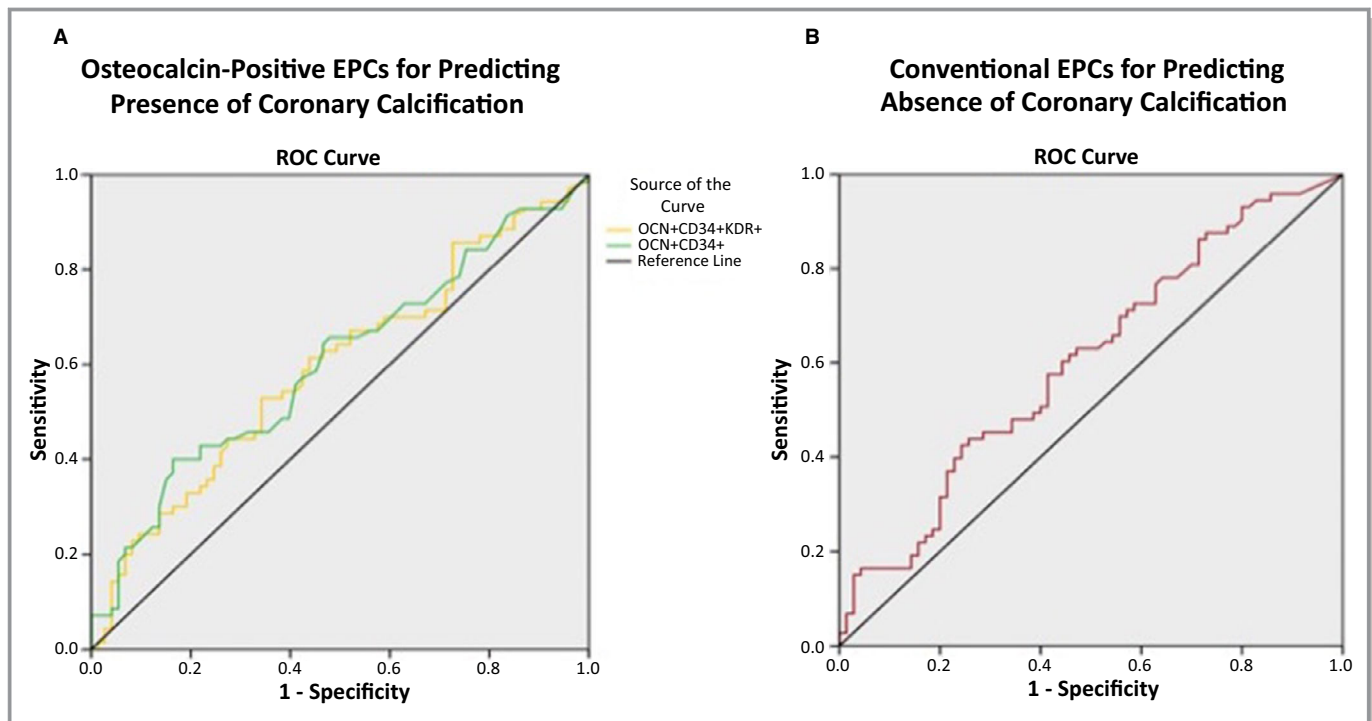 A
Osteocalcin-Positive EPCs for Predicting
Presence of Coronary Calcification
ROC Curve
1.0
0.8
0.6
0.4
0.2
0.0
Sensitivity
0.0 0.2 0.4 0.6 0.8 1.0
1 - Specificity
Source of the
Curve
OCN+CD34+KDR+
OCN+CD34+
Reference Line
B
Conventional EPCs for Predicting
Absence of Coronary Calcification
ROC Curve
1.0
0.8
0.6
0.4
0.2
0.0
Sensitivity
0.0 0.2 0.4 0.6 0.8 1.0
1 - Specificity